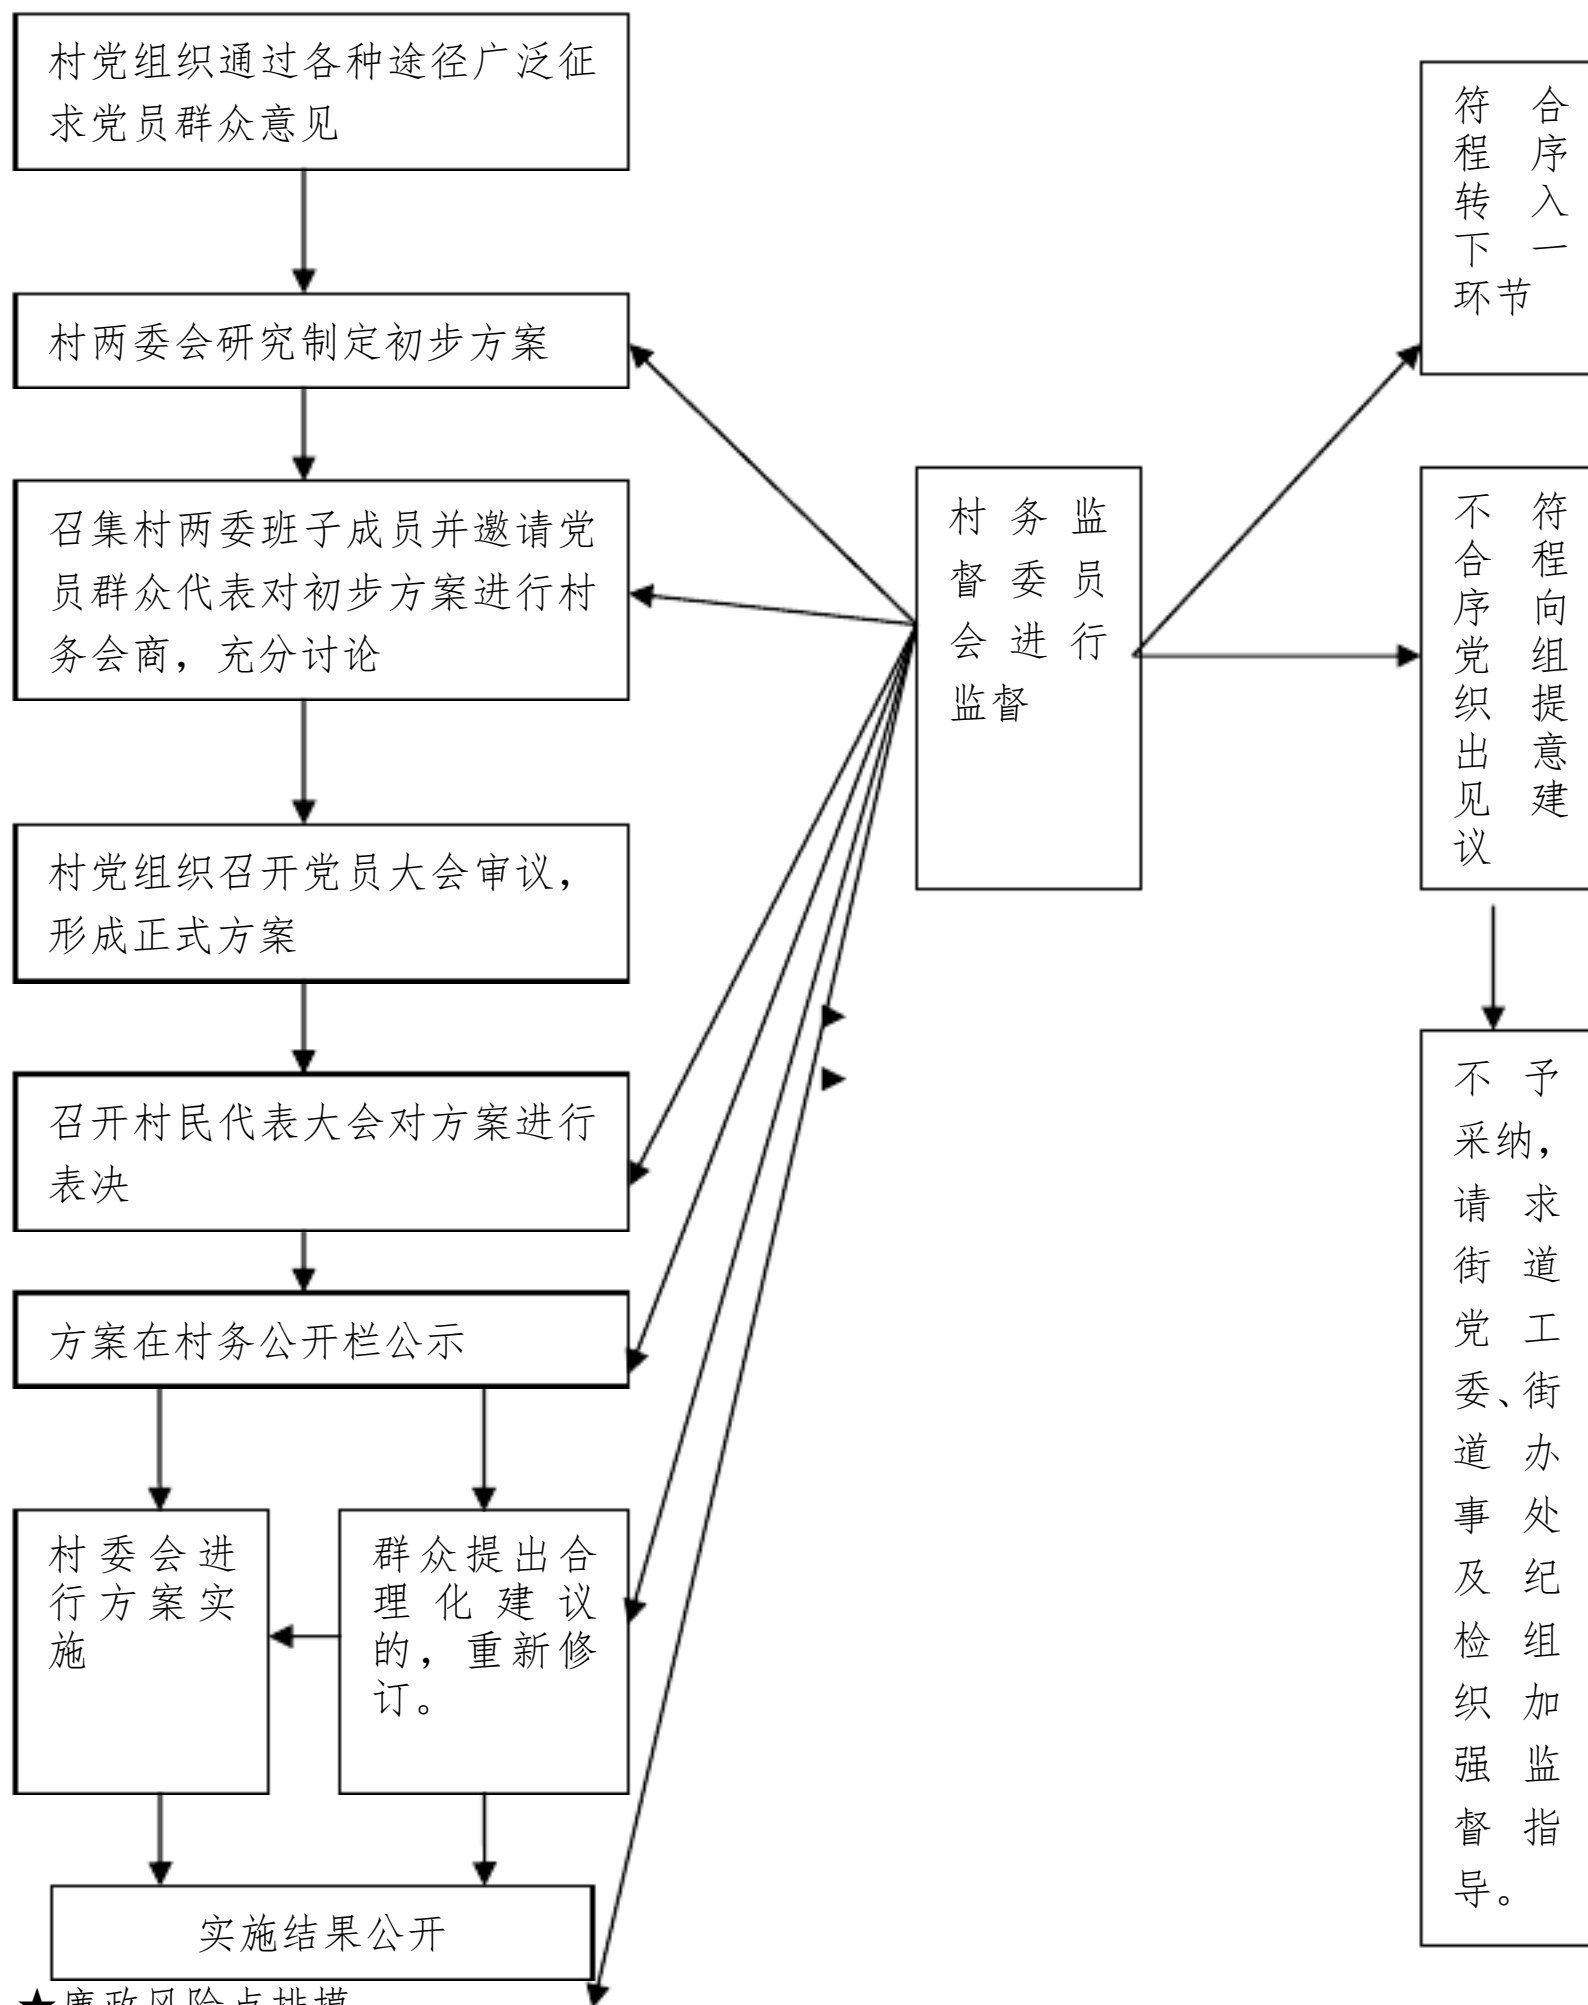 村党组织通过各种途径广泛征
求党员群众意见
村两委会研究制定初步方案
召集村两委班子成员并邀请党
员群众代表对初步方案进行村
务会商，充分讨论
村党组织召开党员大会审议，
形成正式方案
召开村民代表大会对方案进行
表决
方案在村务公开栏公示
村委会进
行方案实
施
群众提出合
理化建议
的，重新修
订。
实施结果公开
★廉政风险点排摸
村务监
督委员
会进行
监督
符合
程序
转入
下一
环节
不符
合程
序向
党组
织提
出意
见建
议
不予
采纳，
请求
街道
党工
委、街
道办
事处
及纪
检组
织加
强监
督指
导。